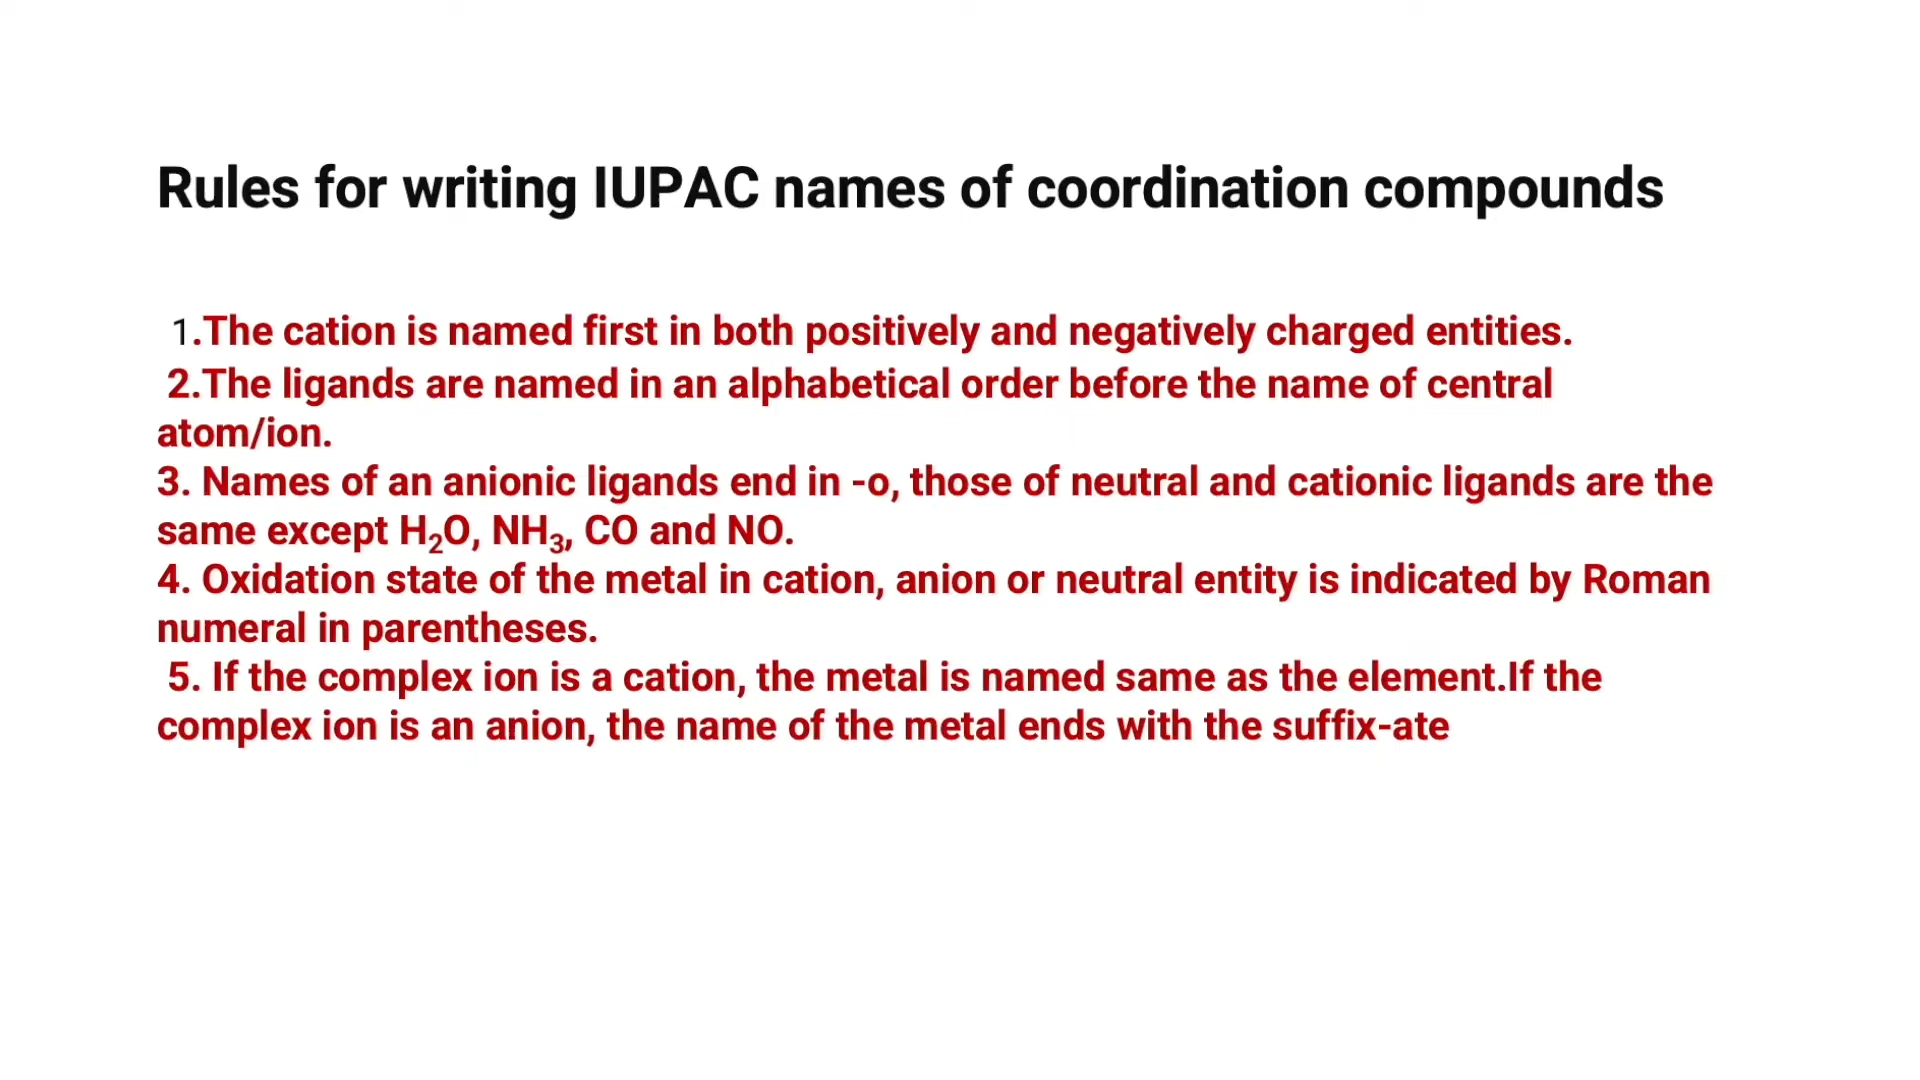 Rules for writing IUPAC names of coordination compounds
1.The cation is named first in both positively and negatively charged entities.
2.The ligands are named in an alphabetical order before the name of central
atom/ion.
3. Names of an anionic ligands end in -o, those of neutral and cationic ligands are the
same except H₂O, NH₃, CO and NO.
4. Oxidation state of the metal in cation, anion or neutral entity is indicated by Roman
numeral in parentheses.
5. If the complex ion is a cation, the metal is named same as the element.If the
complex ion is an anion, the name of the metal ends with the suffix-ate